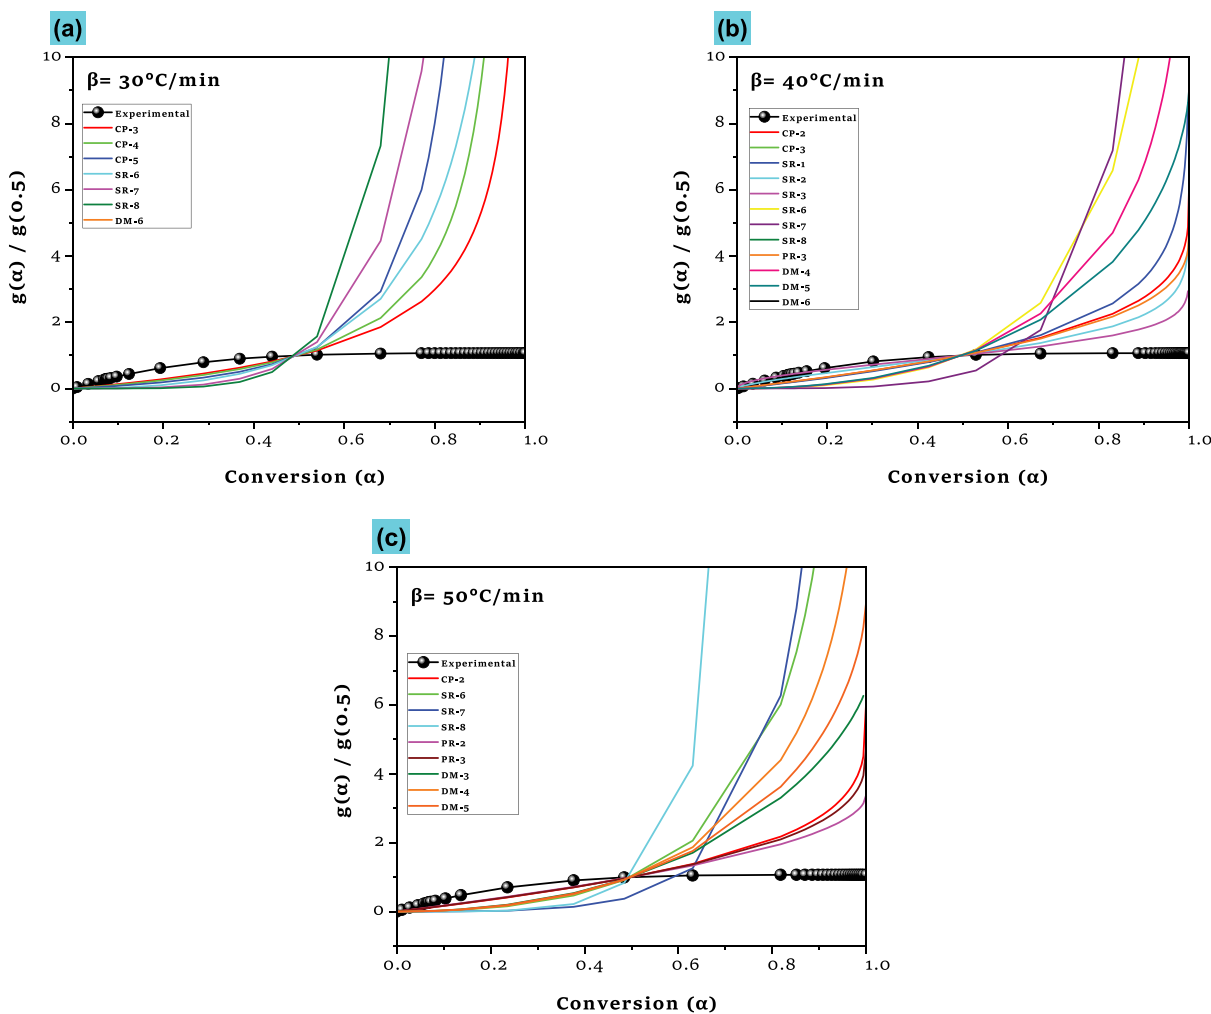 (a)
β= 30°C/min
g(α) / g(0.5)
10
8
6
4
2
0
Experimental
CP-3
CP-4
CP-5
SR-6
SR-7
SR-8
DM-6
0.0 0.2 0.4 0.6 0.8 1.0
Conversion (α)
(b)
β= 40°C/min
g(α) / g(0.5)
10
8
6
4
2
0
Experimental
CP-2
CP-3
SR-1
SR-2
SR-3
SR-6
SR-7
SR-8
PR-3
DM-4
DM-5
DM-6
0.0 0.2 0.4 0.6 0.8 1.0
Conversion (α)
(c)
β= 50°C/min
g(α) / g(0.5)
10
8
6
4
2
0
Experimental
CP-2
SR-6
SR-7
SR-8
PR-2
PR-3
DM-3
DM-4
DM-5
0.0 0.2 0.4 0.6 0.8 1.0
Conversion (α)